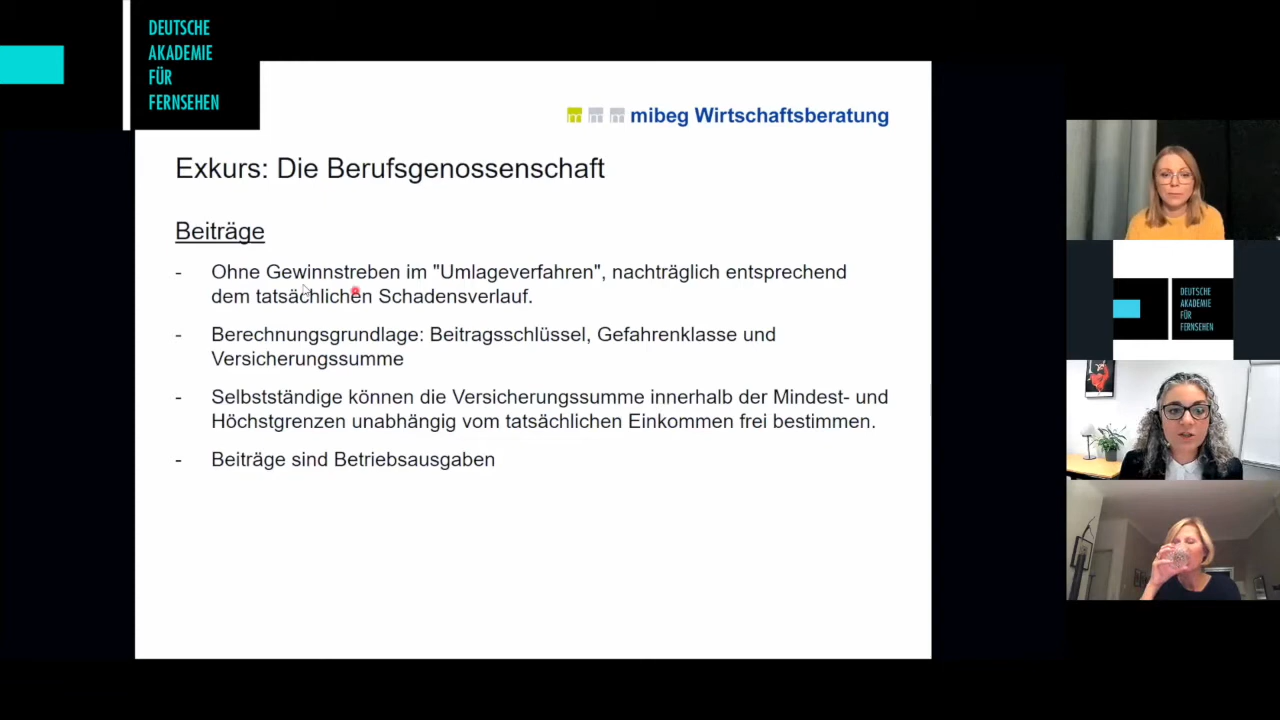 DEUTSCHE
AKADEMIE
FÜR
FERNSEHEN
mibeg Wirtschaftsberatung
Exkurs: Die Berufsgenossenschaft
Beiträge
- Ohne Gewinnstreben im "Umlageverfahren", nachträglich entsprechend
dem tatsächlichen Schadensverlauf.
- Berechnungsgrundlage: Beitragsschlüssel, Gefahrenklasse und
Versicherungssumme
- Selbstständige können die Versicherungssumme innerhalb der Mindest- und
Höchstgrenzen unabhängig vom tatsächlichen Einkommen frei bestimmen.
- Beiträge sind Betriebsausgaben
DEUTSCHE
AKADEMIE
FÜR
FERNSEHEN